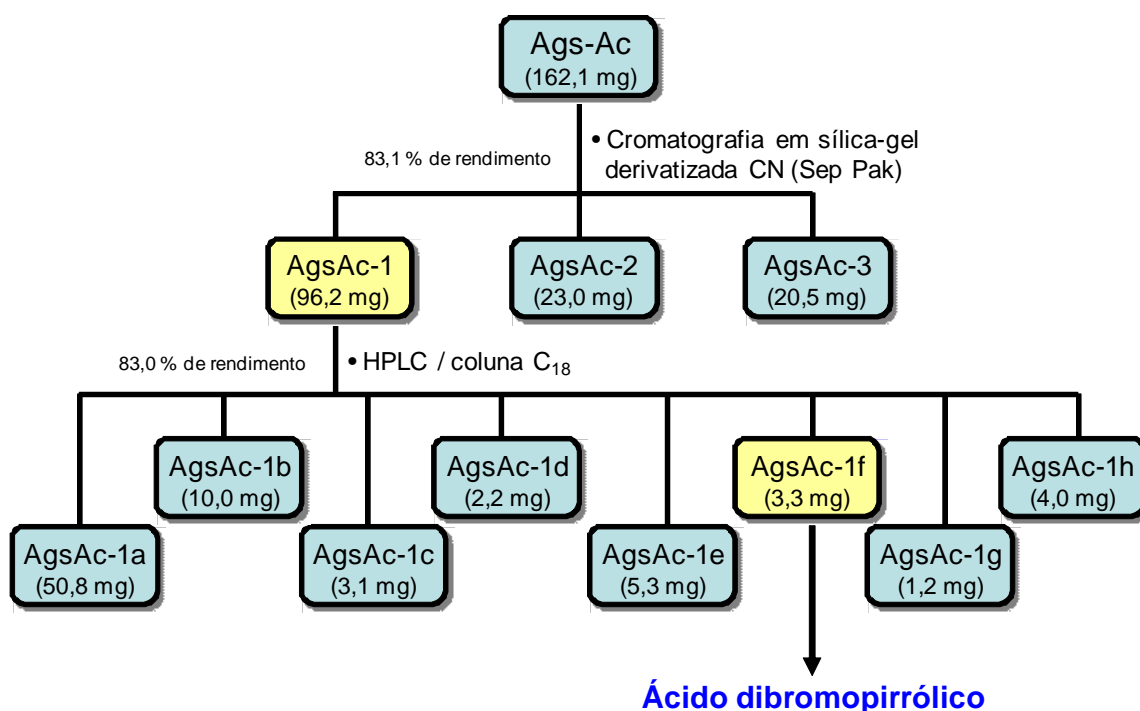 Ags-Ac
(162,1 mg)
83,1 % de rendimento
• Cromatografia em sílica-gel
derivatizada CN (Sep Pak)
AgsAc-1
(96,2 mg)
AgsAc-2
(23,0 mg)
AgsAc-3
(20,5 mg)
83,0 % de rendimento
• HPLC / coluna C₁₈
AgsAc-1b
(10,0 mg)
AgsAc-1d
(2,2 mg)
AgsAc-1f
(3,3 mg)
AgsAc-1h
(4,0 mg)
AgsAc-1a
(50,8 mg)
AgsAc-1c
(3,1 mg)
AgsAc-1e
(5,3 mg)
AgsAc-1g
(1,2 mg)
Ácido dibromopirrólico